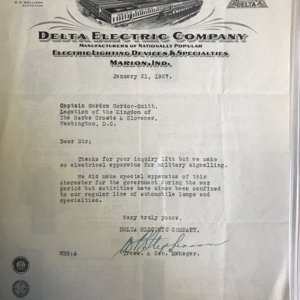 D.G. WELLMAN
SECRETARY
DELTA
DELTA ELECTRIC COMPANY
MANUFACTURERS OF NATIONALLY POPULAR
ELECTRIC LIGHTING DEVICES & SPECIALTIES
MARION, IND.
January 21, 1927.
Captain Gordon Gordon-Smith,
Legation of the Kingdom of
The Serbs Croats & Slovenes,
Washington, D.C.
Dear Sir:
Thanks for your inquiry 12th but we make
no electrical apparatus for military signalling.
We did make special apparatus of this
character for the government during the war
period but activities have since been confined
to our regular line of automobile lamps and
specialties.
Very truly yours,
DELTA ELECTRIC COMPANY,
Treas. & Gen. Manager.